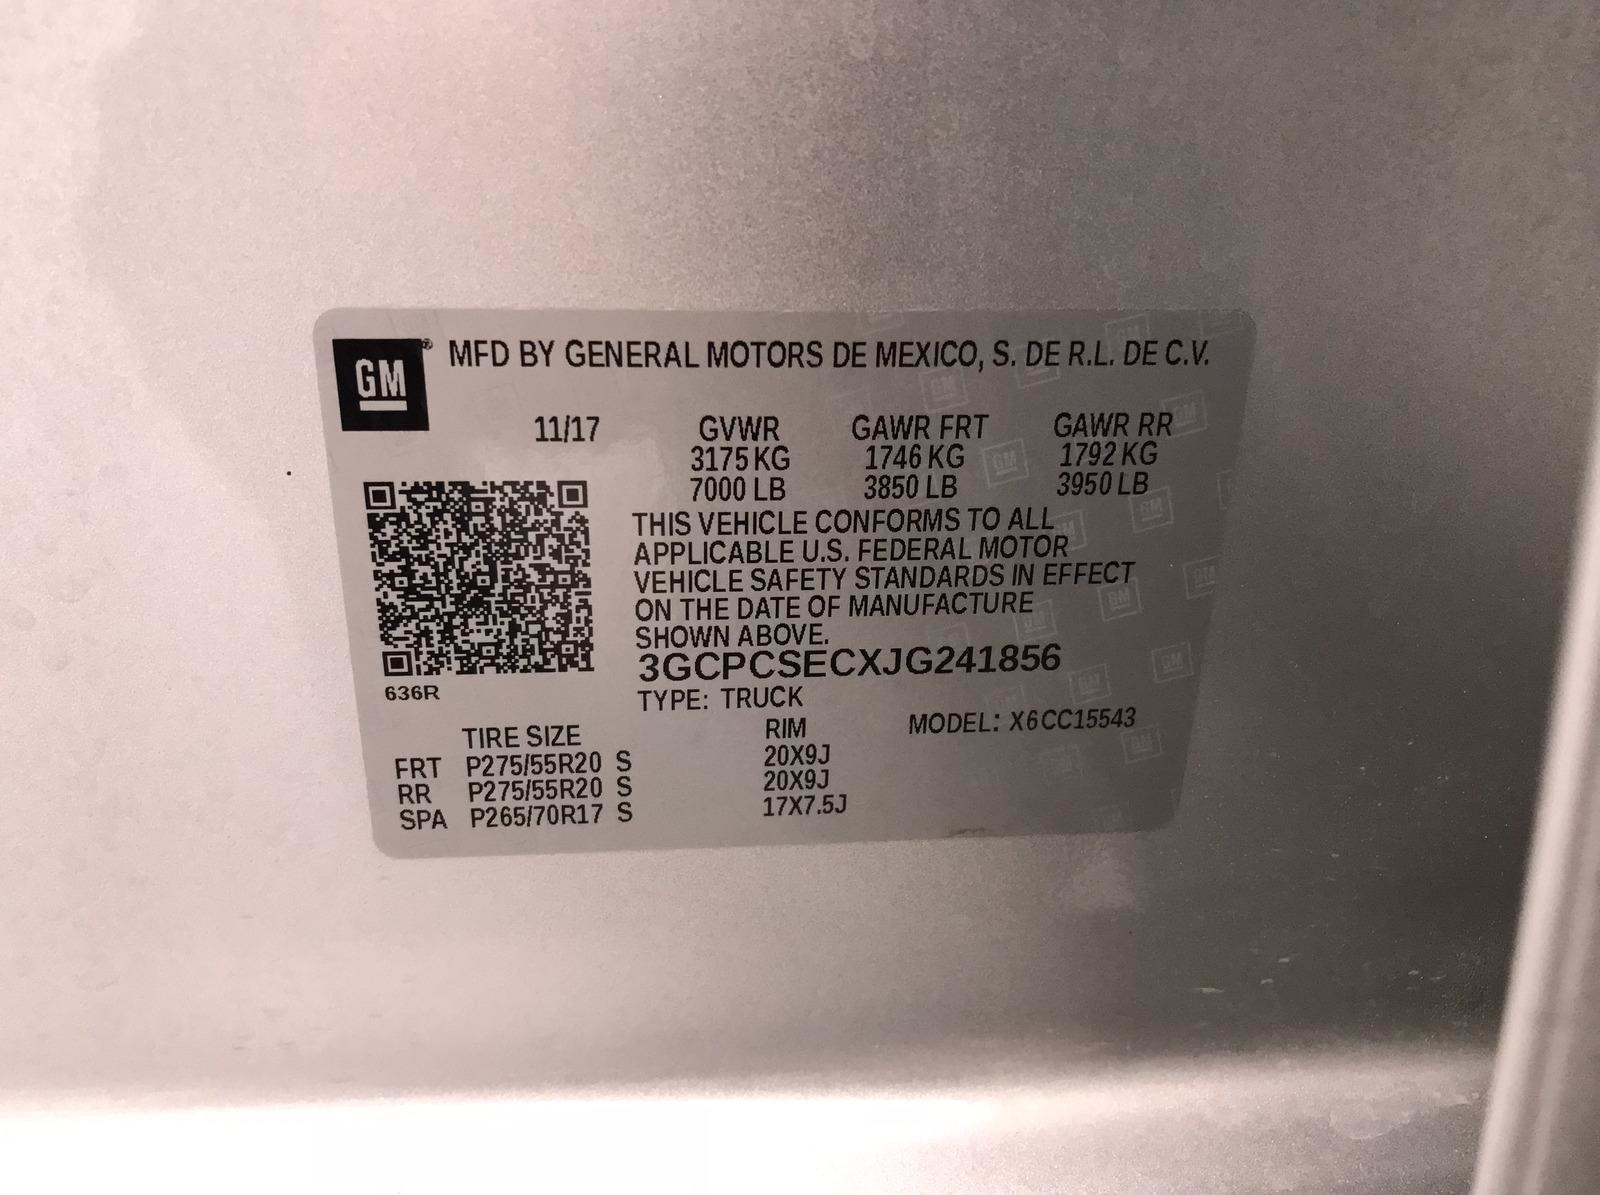 GM® MFD BY GENERAL MOTORS DE MEXICO, S. DE R.L. DE C.V.
11/17 GVWR GAWR FRT GAWR RR
3175 KG 1746 KG 1792 KG
7000 LB 3850 LB 3950 LB
THIS VEHICLE CONFORMS TO ALL
APPLICABLE U.S. FEDERAL MOTOR
VEHICLE SAFETY STANDARDS IN EFFECT
ON THE DATE OF MANUFACTURE
SHOWN ABOVE.
3GCPCSECXJG241856
636R
TYPE: TRUCK
TIRE SIZE RIM MODEL: X6CC15543
FRT P275/55R20 S 20X9J
RR P275/55R20 S 20X9J
SPA P265/70R17 S 17X7.5J